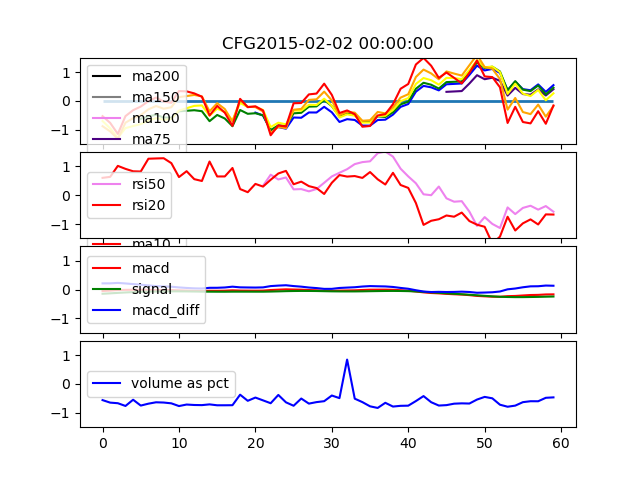 CFG2015-02-02 00:00:00
1
0
−1
ma200
ma150
ma100
ma75
1
0
−1
rsi50
rsi20
ma10
1
0
−1
macd
signal
macd_diff
1
0
−1
volume as pct
0 10 20 30 40 50 60